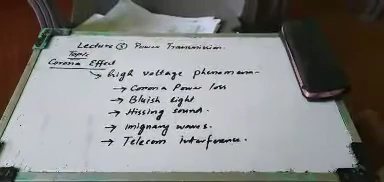 Lecture ⑤ Power Transmission.
Topic
Corona Effect
→ high voltage phenomena.
→ Corona Power loss
→ Bluish light
→ Hissing sound.
→ imignany waves.
→ Telecom interference.